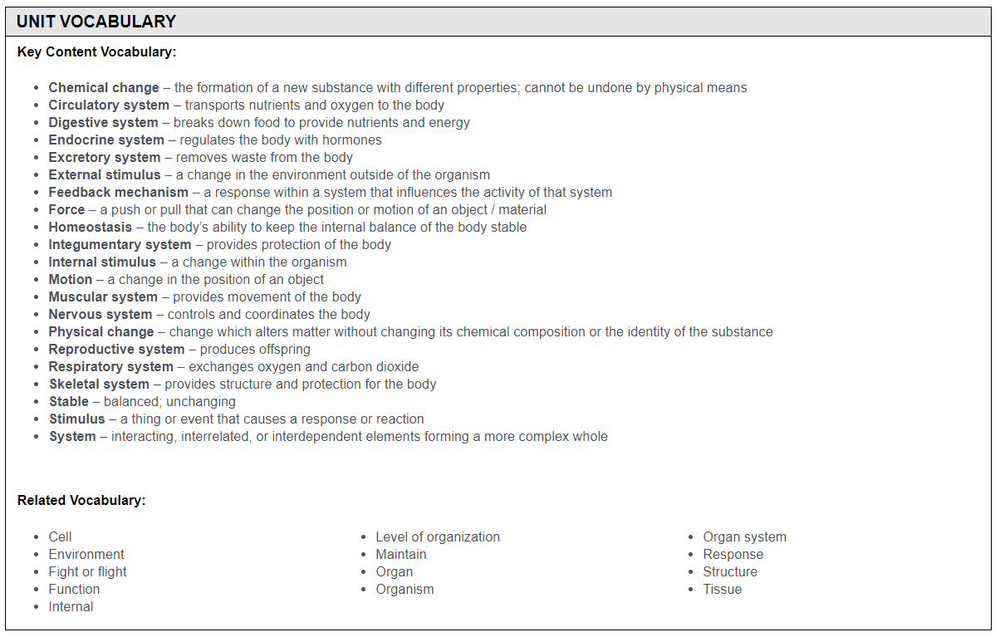 UNIT VOCABULARY
Key Content Vocabulary:
• Chemical change – the formation of a new substance with different properties; cannot be undone by physical means
• Circulatory system – transports nutrients and oxygen to the body
• Digestive system – breaks down food to provide nutrients and energy
• Endocrine system – regulates the body with hormones
• Excretory system – removes waste from the body
• External stimulus – a change in the environment outside of the organism
• Feedback mechanism – a response within a system that influences the activity of that system
• Force – a push or pull that can change the position or motion of an object / material
• Homeostasis – the body’s ability to keep the internal balance of the body stable
• Integumentary system – provides protection of the body
• Internal stimulus – a change within the organism
• Motion – a change in the position of an object
• Muscular system – provides movement of the body
• Nervous system – controls and coordinates the body
• Physical change – change which alters matter without changing its chemical composition or the identity of the substance
• Reproductive system – produces offspring
• Respiratory system – exchanges oxygen and carbon dioxide
• Skeletal system – provides structure and protection for the body
• Stable – balanced; unchanging
• Stimulus – a thing or event that causes a response or reaction
• System – interacting, interrelated, or interdependent elements forming a more complex whole
Related Vocabulary:
• Cell
• Environment
• Fight or flight
• Function
• Internal
• Level of organization
• Maintain
• Organ
• Organism
• Organ system
• Response
• Structure
• Tissue